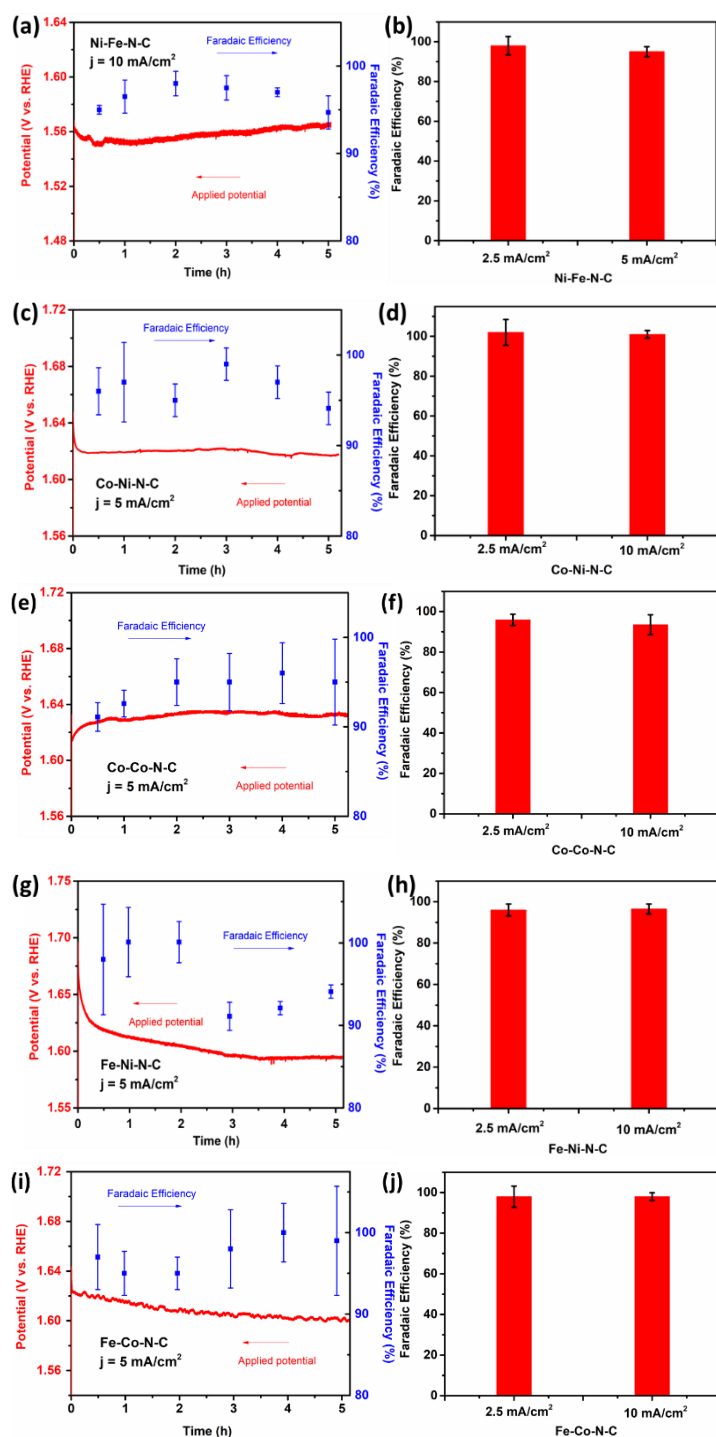 (a)
Ni-Fe-N-C
j = 10 mA/cm²
Faradaic Efficiency
Applied potential
Potential (V vs. RHE)
1.64
1.60
1.56
1.52
1.48
Faradaic Efficiency (%)
100
95
90
85
80
0 1 2 3 4 5
Time (h)
(b)
Faradaic Efficiency (%)
100
80
60
40
20
0
2.5 mA/cm² 5 mA/cm²
Ni-Fe-N-C
(c)
Faradaic Efficiency
Co-Ni-N-C
j = 5 mA/cm²
Applied potential
Potential (V vs. RHE)
1.72
1.68
1.64
1.60
1.56
Faradaic Efficiency (%)
100
90
80
0 1 2 3 4 5
Time (h)
(d)
Faradaic Efficiency (%)
100
80
60
40
20
0
2.5 mA/cm² 10 mA/cm²
Co-Ni-N-C
(e)
Faradaic Efficiency
Co-Co-N-C
j = 5 mA/cm²
Applied potential
Potential (V vs. RHE)
1.72
1.68
1.64
1.60
1.56
Faradaic Efficiency (%)
100
90
80
0 1 2 3 4 5
Time (h)
(f)
Faradaic Efficiency (%)
100
80
60
40
20
0
2.5 mA/cm² 10 mA/cm²
Co-Co-N-C
(g)
Faradaic Efficiency
Applied potential
Fe-Ni-N-C
j = 5 mA/cm²
Potential (V vs. RHE)
1.75
1.70
1.65
1.60
1.55
Faradaic Efficiency (%)
100
90
80
0 1 2 3 4 5
Time (h)
(h)
Faradaic Efficiency (%)
100
80
60
40
20
0
2.5 mA/cm² 10 mA/cm²
Fe-Ni-N-C
(i)
Faradaic Efficiency
Fe-Co-N-C
j = 5 mA/cm²
Applied potential
Potential (V vs. RHE)
1.72
1.68
1.64
1.60
1.56
Faradaic Efficiency (%)
100
90
80
0 1 2 3 4 5
Time (h)
(j)
Faradaic Efficiency (%)
100
80
60
40
20
0
2.5 mA/cm² 10 mA/cm²
Fe-Co-N-C